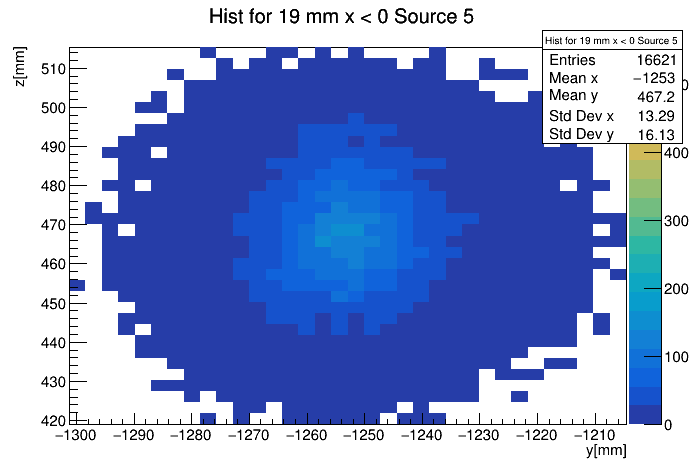 Hist for 19 mm x < 0 Source 5
Hist for 19 mm x < 0 Source 5
Entries 16621
Mean x −1253
Mean y 467.2
Std Dev x 13.29
Std Dev y 16.13
z[mm]
510
500
490
480
470
460
450
440
430
420
−1300 −1290 −1280 −1270 −1260 −1250 −1240 −1230 −1220 −1210
y[mm]
0
400
300
200
100
0